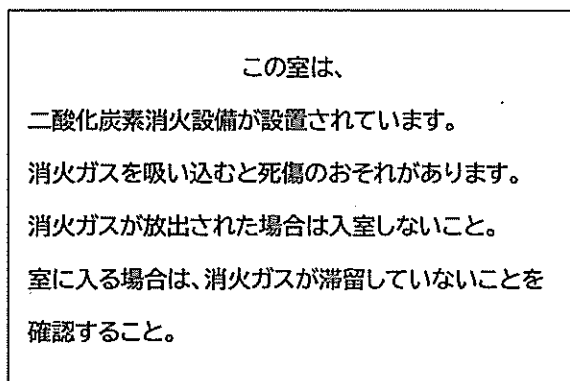 この室は、
二酸化炭素消火設備が設置されています。
消火ガスを吸い込むと死傷のおそれがあります。
消火ガスが放出された場合は入室しないこと。
室に入る場合は、消火ガスが滞留していないことを
確認すること。